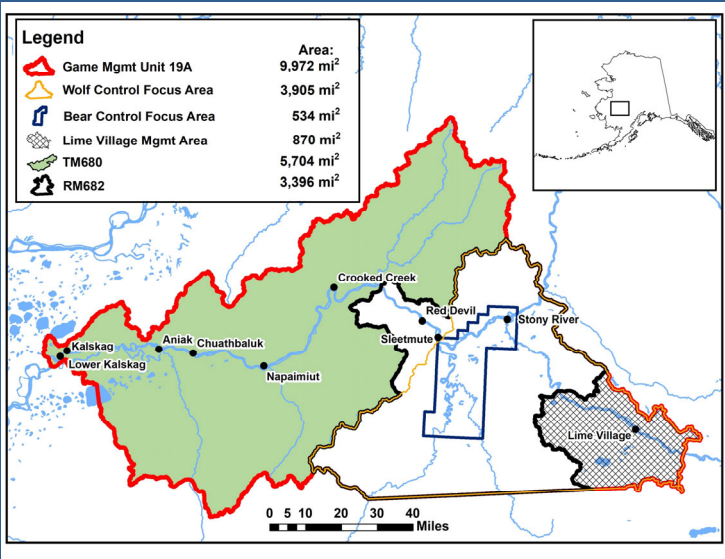 Legend
Area:
Game Mgmt Unit 19A 9,972 mi²
Wolf Control Focus Area 3,905 mi²
Bear Control Focus Area 534 mi²
Lime Village Mgmt Area 870 mi²
TM680 5,704 mi²
RM682 3,396 mi²
Crooked Creek
Red Devil
Stony River
Sleetmute
Kalskag
Aniak
Chuathbaluk
Lower Kalskag
Napaimiut
Lime Village
0 5 10 20 30 40
Miles